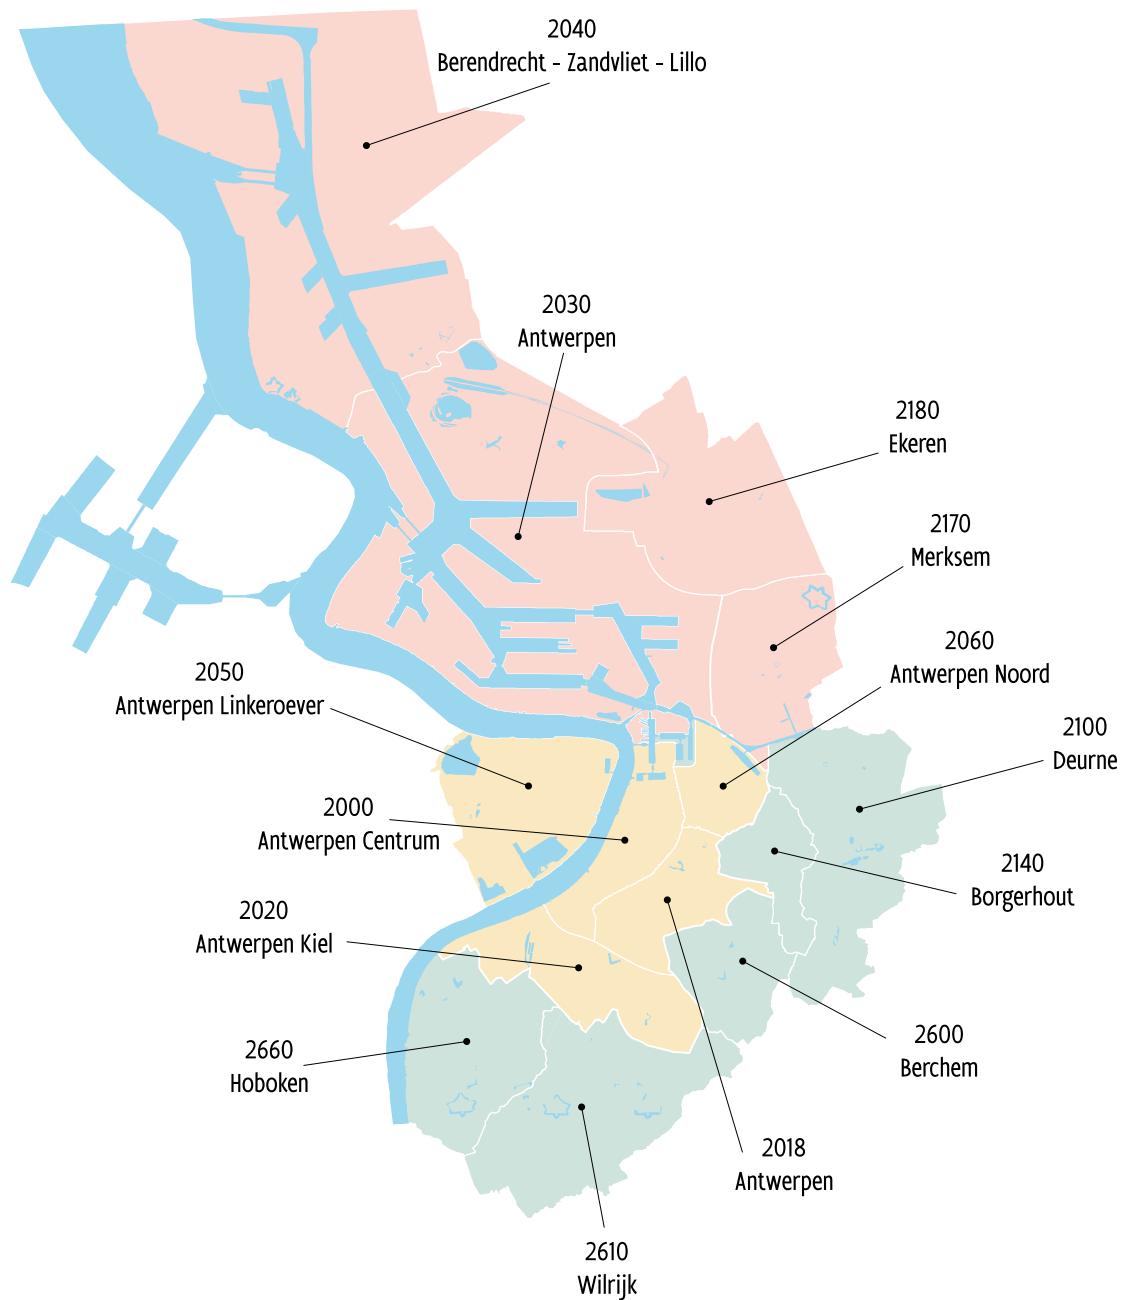 2040
Berendrecht - Zandvliet - Lillo
2030
Antwerpen
2180
Ekeren
2170
Merksem
2060
Antwerpen Noord
2050
Antwerpen Linkeroever
2100
Deurne
2000
Antwerpen Centrum
2140
Borgerhout
2020
Antwerpen Kiel
2600
Berchem
2660
Hoboken
2018
Antwerpen
2610
Wilrijk